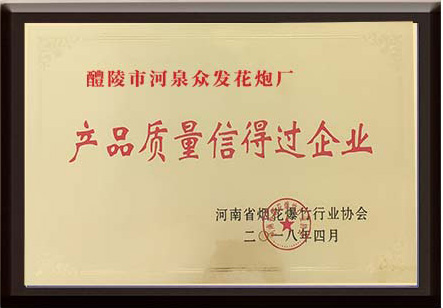 醴陵市河泉众发花炮厂
产品质量信得过企业
河南省烟花爆竹行业协会
二〇一八年四月